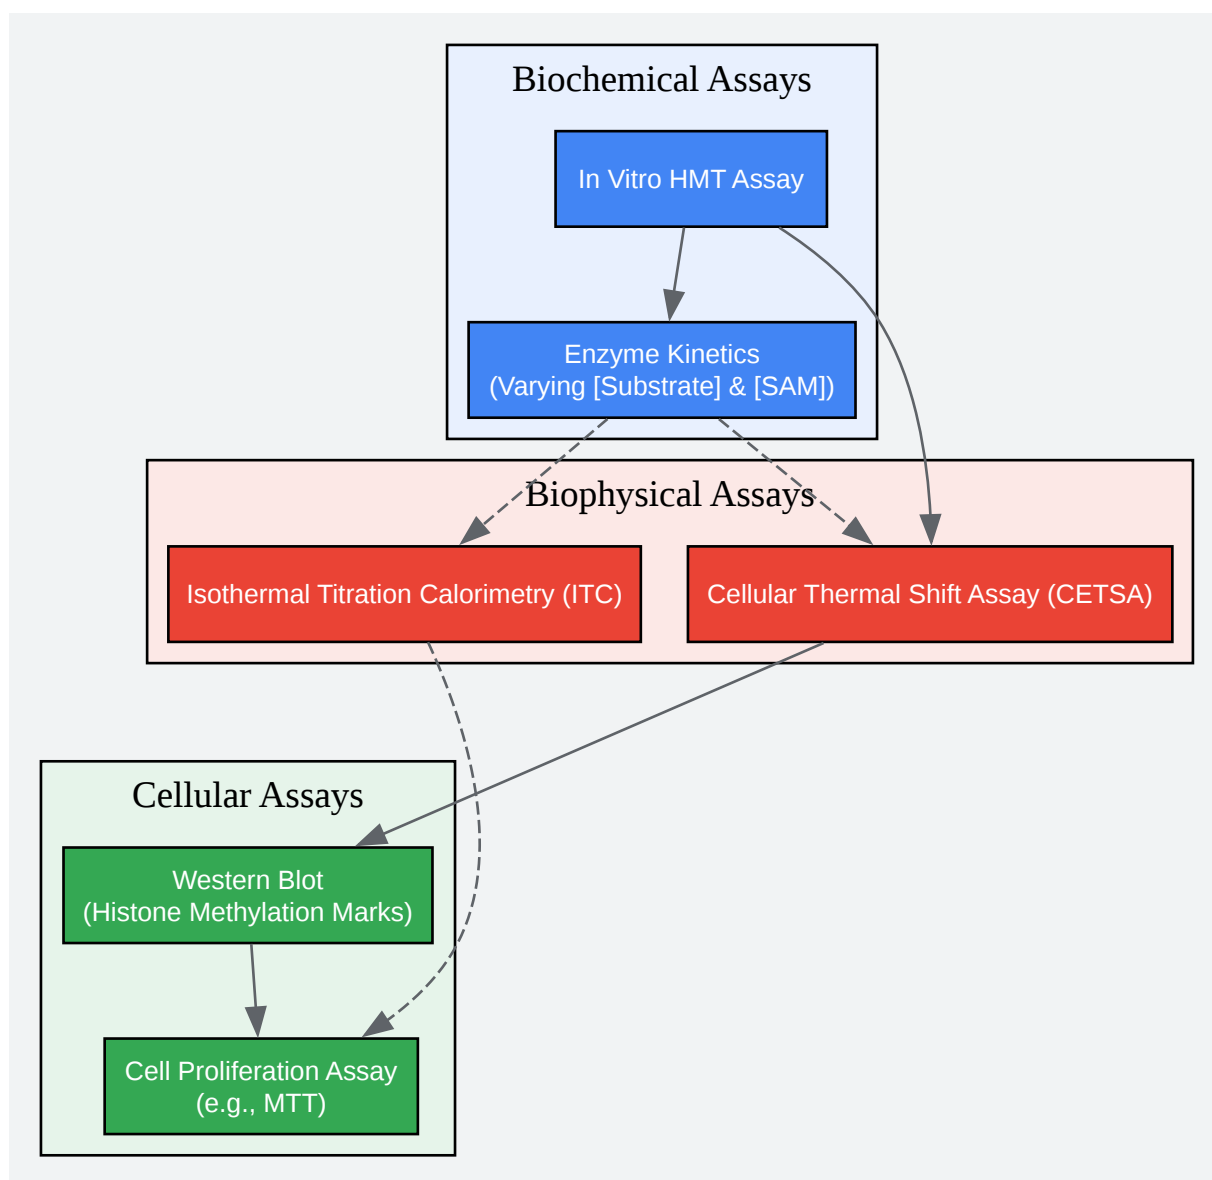 Biochemical Assays
In Vitro HMT Assay
Enzyme Kinetics
(Varying [Substrate] & [SAM])
Biophysical Assays
Isothermal Titration Calorimetry (ITC)
Cellular Thermal Shift Assay (CETSA)
Cellular Assays
Western Blot
(Histone Methylation Marks)
Cell Proliferation Assay
(e.g., MTT)